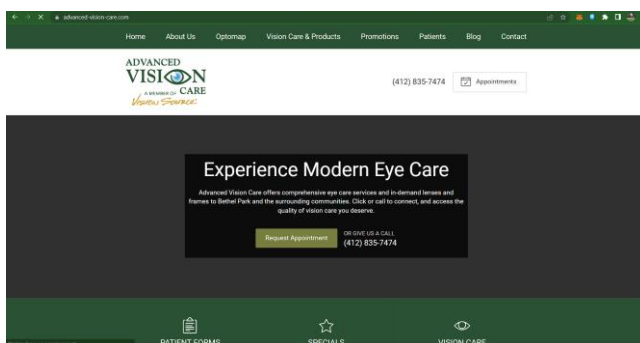 advanced-vision-care.com
Home About Us Optomap Vision Care & Products Promotions Patients Blog Contact
ADVANCED
VISION
A MEMBER OF CARE
Vision Source
(412) 835-7474 Appointments
Experience Modern Eye Care
Advanced Vision Care offers comprehensive eye care services and in-demand lenses and
frames to Bethel Park and the surrounding communities. Click or call to connect, and access the
quality of vision care you deserve.
Request Appointment
OR GIVE US A CALL
(412) 835-7474
PATIENT FORMS SPECIALS VISION CARE